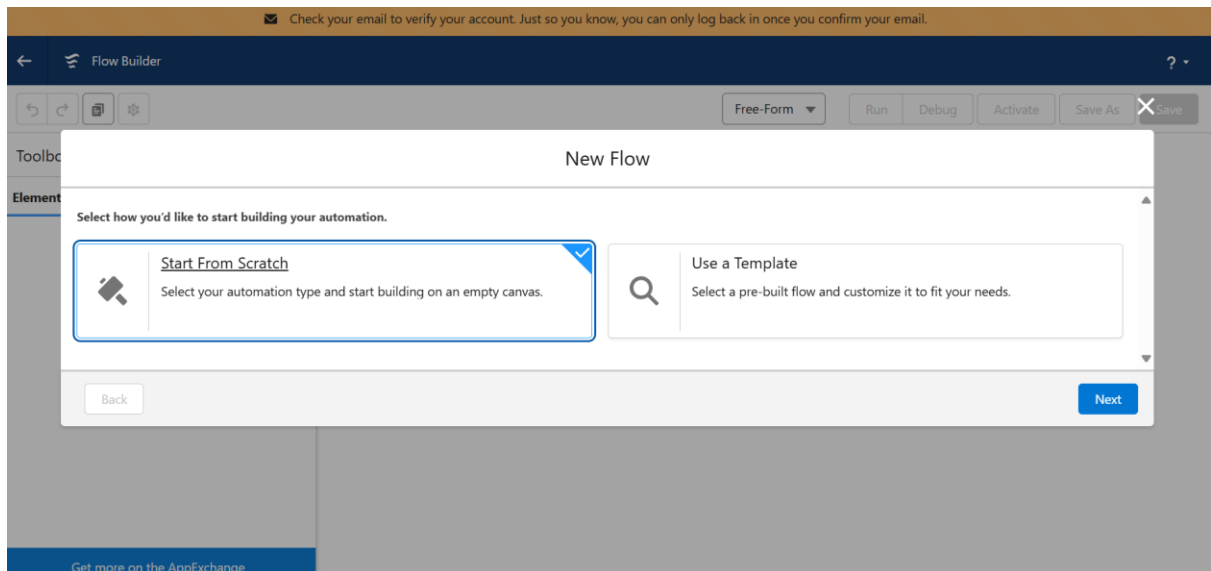 Check your email to verify your account. Just so you know, you can only log back in once you confirm your email.
Flow Builder
?
Free-Form
Run
Debug
Activate
Save As
Save
Toolbo
New Flow
Element
Select how you'd like to start building your automation.
Start From Scratch
Select your automation type and start building on an empty canvas.
Use a Template
Select a pre-built flow and customize it to fit your needs.
Back
Next
Get more on the AppExchange